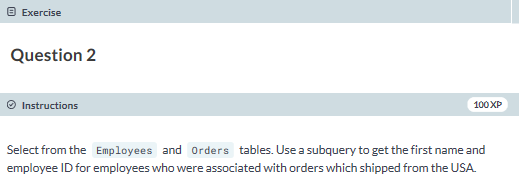 Exercise
Question 2
Instructions
100 XP
Select from the Employees and Orders tables. Use a subquery to get the first name and
employee ID for employees who were associated with orders which shipped from the USA.